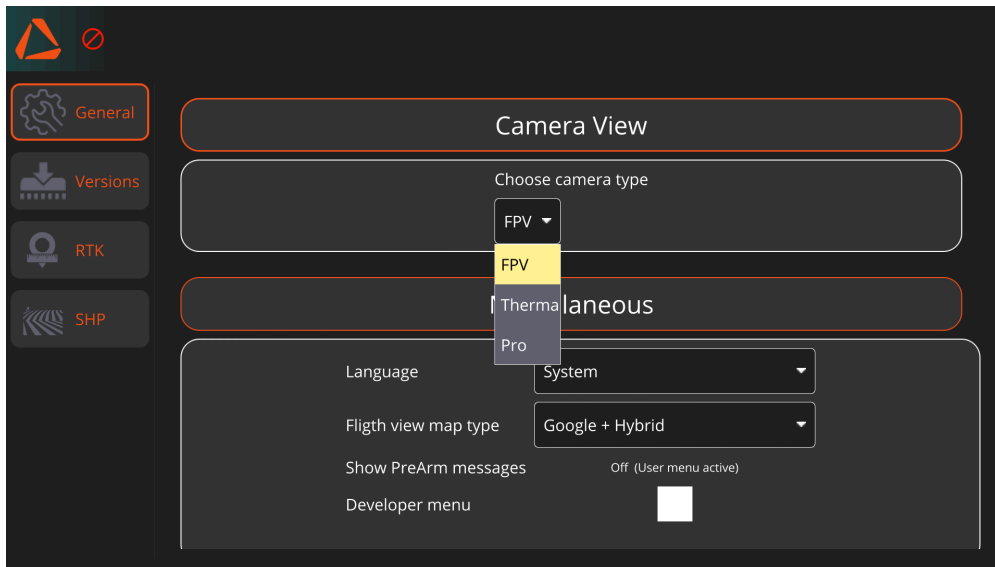 General
Versions
RTK
SHP
Camera View
Choose camera type
FPV
FPV
Therma
Pro
laneous
Language
System
Fligth view map type
Google + Hybrid
Show PreArm messages
Off (User menu active)
Developer menu